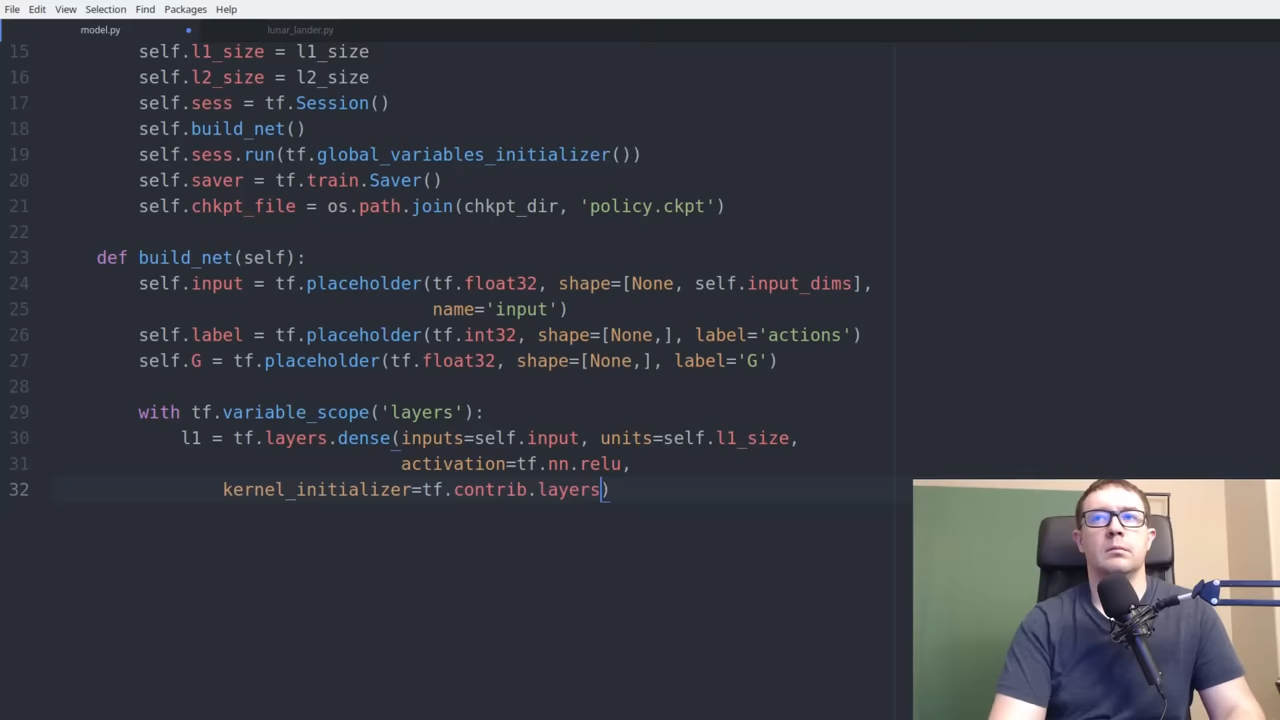 File Edit View Selection Find Packages Help
model.py lunar_lander.py
15 self.l1_size = l1_size
16 self.l2_size = l2_size
17 self.sess = tf.Session()
18 self.build_net()
19 self.sess.run(tf.global_variables_initializer())
20 self.saver = tf.train.Saver()
21 self.chkpt_file = os.path.join(chkpt_dir, 'policy.ckpt')
22
23 def build_net(self):
24 self.input = tf.placeholder(tf.float32, shape=[None, self.input_dims],
25 name='input')
26 self.label = tf.placeholder(tf.int32, shape=[None,], label='actions')
27 self.G = tf.placeholder(tf.float32, shape=[None,], label='G')
28
29 with tf.variable_scope('layers'):
30 l1 = tf.layers.dense(inputs=self.input, units=self.l1_size,
31 activation=tf.nn.relu,
32 kernel_initializer=tf.contrib.layers)